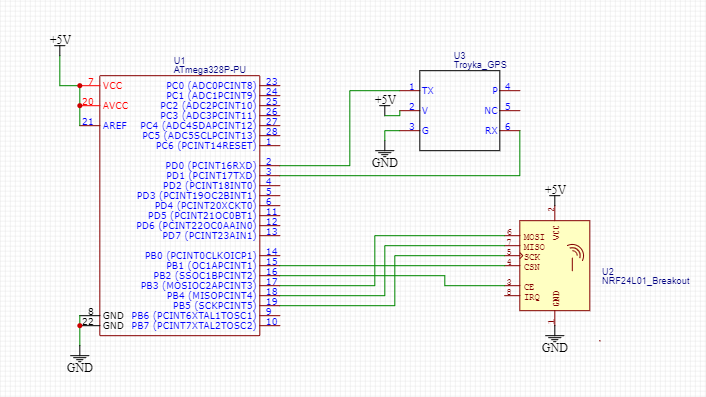 +5V
U1
ATmega328P-PU
7 VCC
20 AVCC
21 AREF
8 GND
22 GND
GND
PC0 (ADC0PCINT8) 23
PC1 (ADC1PCINT9) 24
PC2 (ADC2PCINT10) 25
PC3 (ADC3PCINT11) 26
PC4 (ADC4SDAPCINT12) 27
PC5 (ADC5SCLPCINT13) 28
PC6 (PCINT14RESET) 1
PD0 (PCINT16RXD) 2
PD1 (PCINT17TXD) 3
PD2 (PCINT18INT0) 4
PD3 (PCINT19OC2BINT1) 5
PD4 (PCINT20XCKT0) 6
PD5 (PCINT21OC0BT1) 11
PD6 (PCINT22OC0AAIN0) 12
PD7 (PCINT23AIN1) 13
PB0 (PCINT0CLKOICP1) 14
PB1 (OC1APCINT1) 15
PB2 (SSOC1BPCINT2) 16
PB3 (MOSIOC2APCINT3) 17
PB4 (MISOPCINT4) 18
PB5 (SCKPCINT5) 19
PB6 (PCINT6XTAL1TOSC1) 9
PB7 (PCINT7XTAL2TOSC2) 10
U3
Troyka_GPS
1 TX
2 V
3 G
P 4
NC 5
RX 6
+5V
GND
+5V
2
VCC
6 MOSI
7 MISO
5 SCK
4 CSN
3 CE
8 IRQ
GND
1
GND
U2
NRF24L01_Breakout